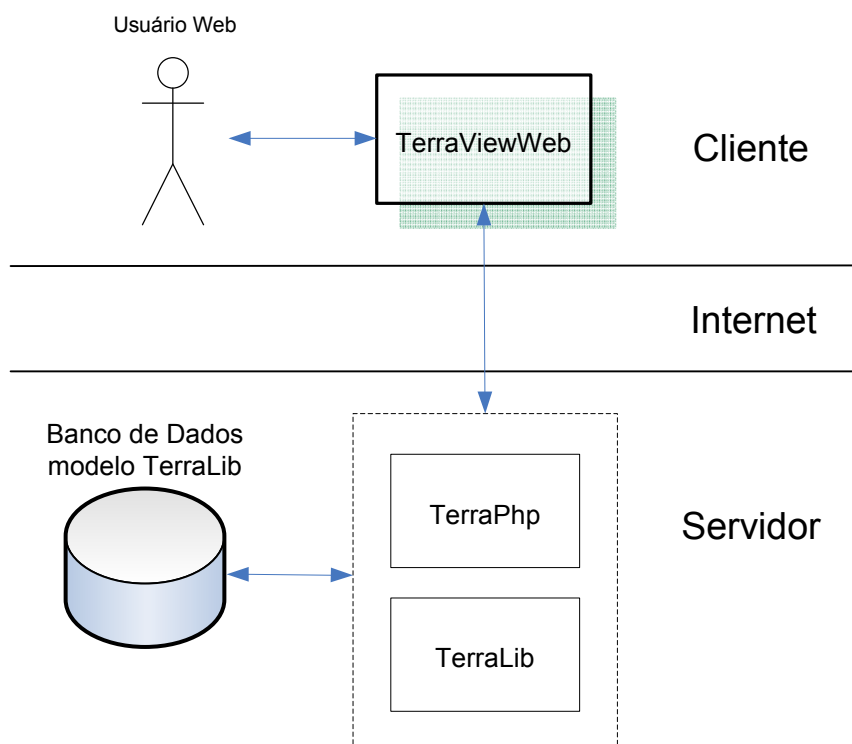 Usuário Web
TerraViewWeb
Cliente
Internet
Banco de Dados
modelo TerraLib
TerraPhp
Servidor
TerraLib